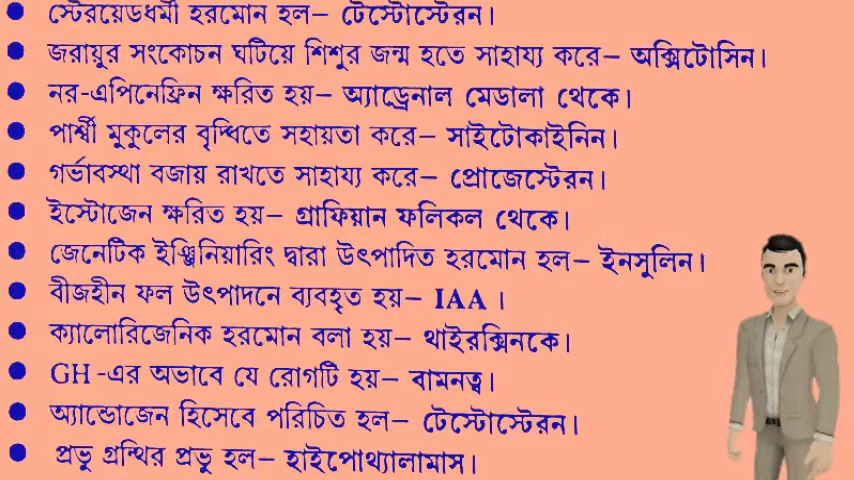 • স্টেরয়েডধর্মী হরমোন হল– টেস্টোস্টেরন।
• জরায়ুর সংকোচন ঘটিয়ে শিশুর জন্ম হতে সাহায্য করে– অক্সিটোসিন।
• নর-এপিনেফ্রিন ক্ষরিত হয়– অ্যাড্রেনাল মেডালা থেকে।
• পার্শ্বী মুকুলের বৃদ্ধিতে সহায়তা করে– সাইটোকাইনিন।
• গর্ভাবস্থা বজায় রাখতে সাহায্য করে– প্রোজেস্টেরন।
• ইস্টোজেন ক্ষরিত হয়– গ্রাফিয়ান ফলিকল থেকে।
• জেনেটিক ইঞ্জিনিয়ারিং দ্বারা উৎপাদিত হরমোন হল– ইনসুলিন।
• বীজহীন ফল উৎপাদনে ব্যবহৃত হয়– IAA ।
• ক্যালোরিজেনিক হরমোন বলা হয়– থাইরক্সিনকে।
• GH -এর অভাবে যে রোগটি হয়– বামনত্ব।
• অ্যান্ডোজেন হিসেবে পরিচিত হল– টেস্টোস্টেরন।
• প্রভু গ্রন্থির প্রভু হল– হাইপোথ্যালামাস।